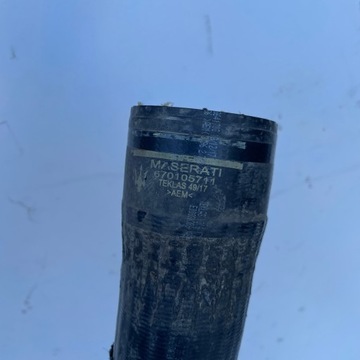 MASERATI
670105711
TEKLAS 49/17
>AEM<